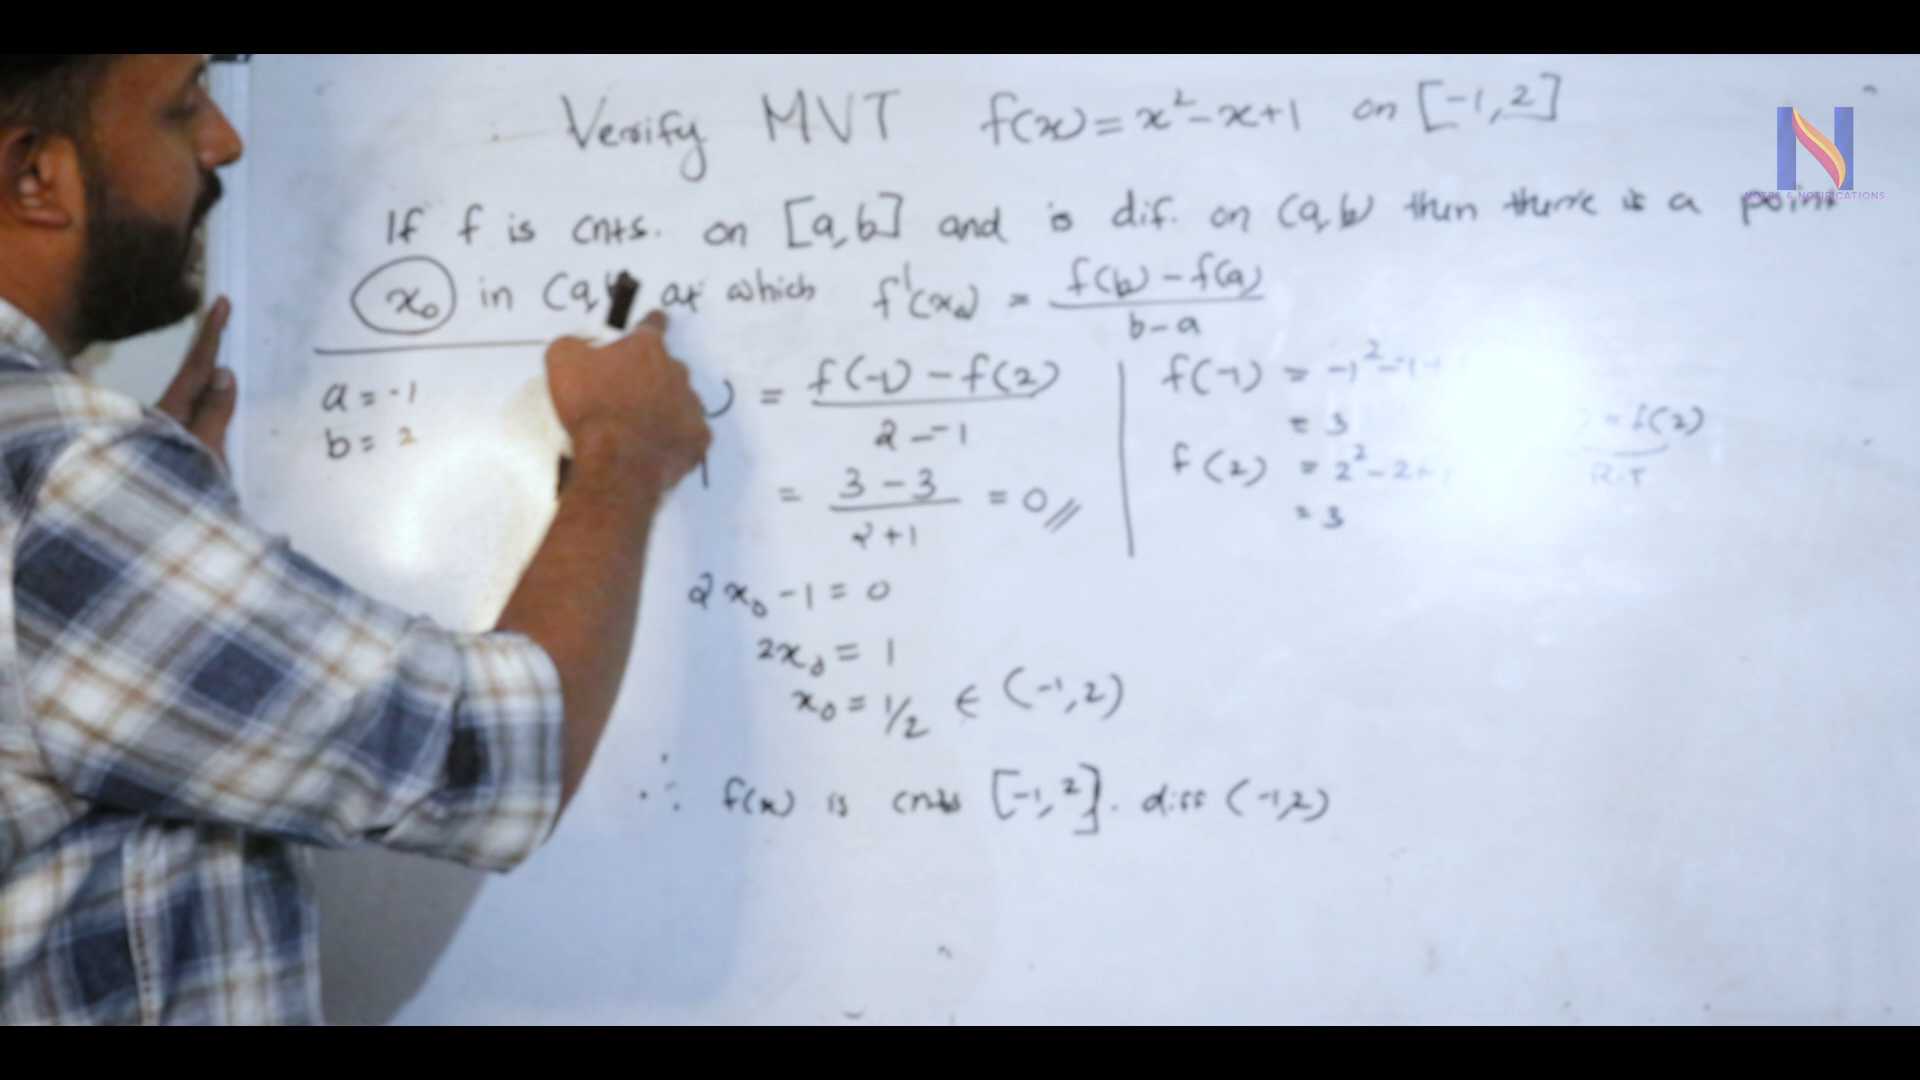 Verify MVT f(x) = x² - x + 1 on [-1, 2]
N
NOTES & NOTIFICATIONS
If f is cnts. on [a, b] and is dif. on (a, b) then there is a point
x₀ in (a, at which f'(x₀) = f(b) - f(a) / b - a
a = -1
b = 2
) = f(-1) - f(2) / 2 - -1
= 3 - 3 / 2 + 1 = 0 //
2x₀ - 1 = 0
2x₀ = 1
x₀ = 1/2 ∈ (-1, 2)
∴ f(x) is cnts [-1, 2]. diff (-1, 2)
f(-1) = -1² - -1 +
= 3
f(2) = 2² - 2 + 1
= 3
= f(2)
R.T